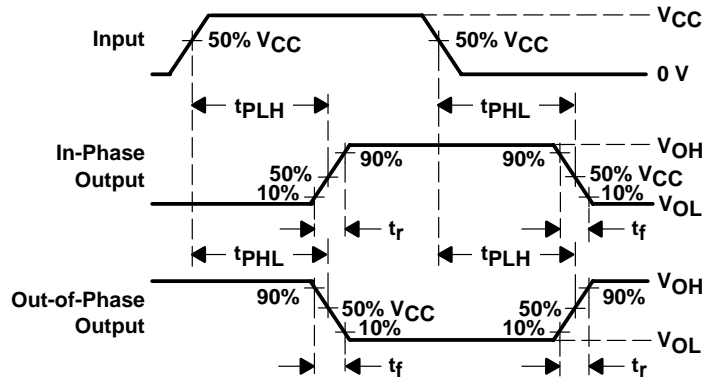 VCC
Input
50% VCC
50% VCC
0 V
tPLH
tPHL
In-Phase
Output
VOH
90%
90%
50%
50% VCC
10%
10%
VOL
tr
tf
tPHL
tPLH
Out-of-Phase
Output
VOH
90%
90%
50% VCC
50%
10%
10%
VOL
tf
tr